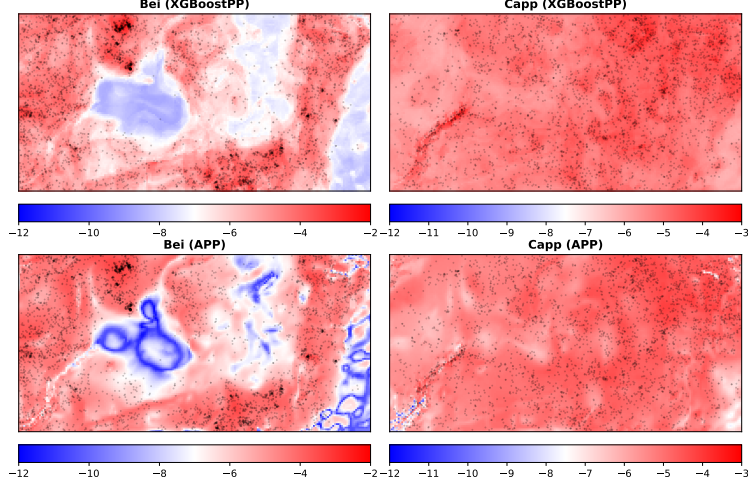 Bei (XGBoostPP)
Capp (XGBoostPP)
−12 −10 −8 −6 −4 −2
−12 −11 −10 −9 −8 −7 −6 −5 −4 −3
Bei (APP)
Capp (APP)
−12 −10 −8 −6 −4 −2
−12 −11 −10 −9 −8 −7 −6 −5 −4 −3